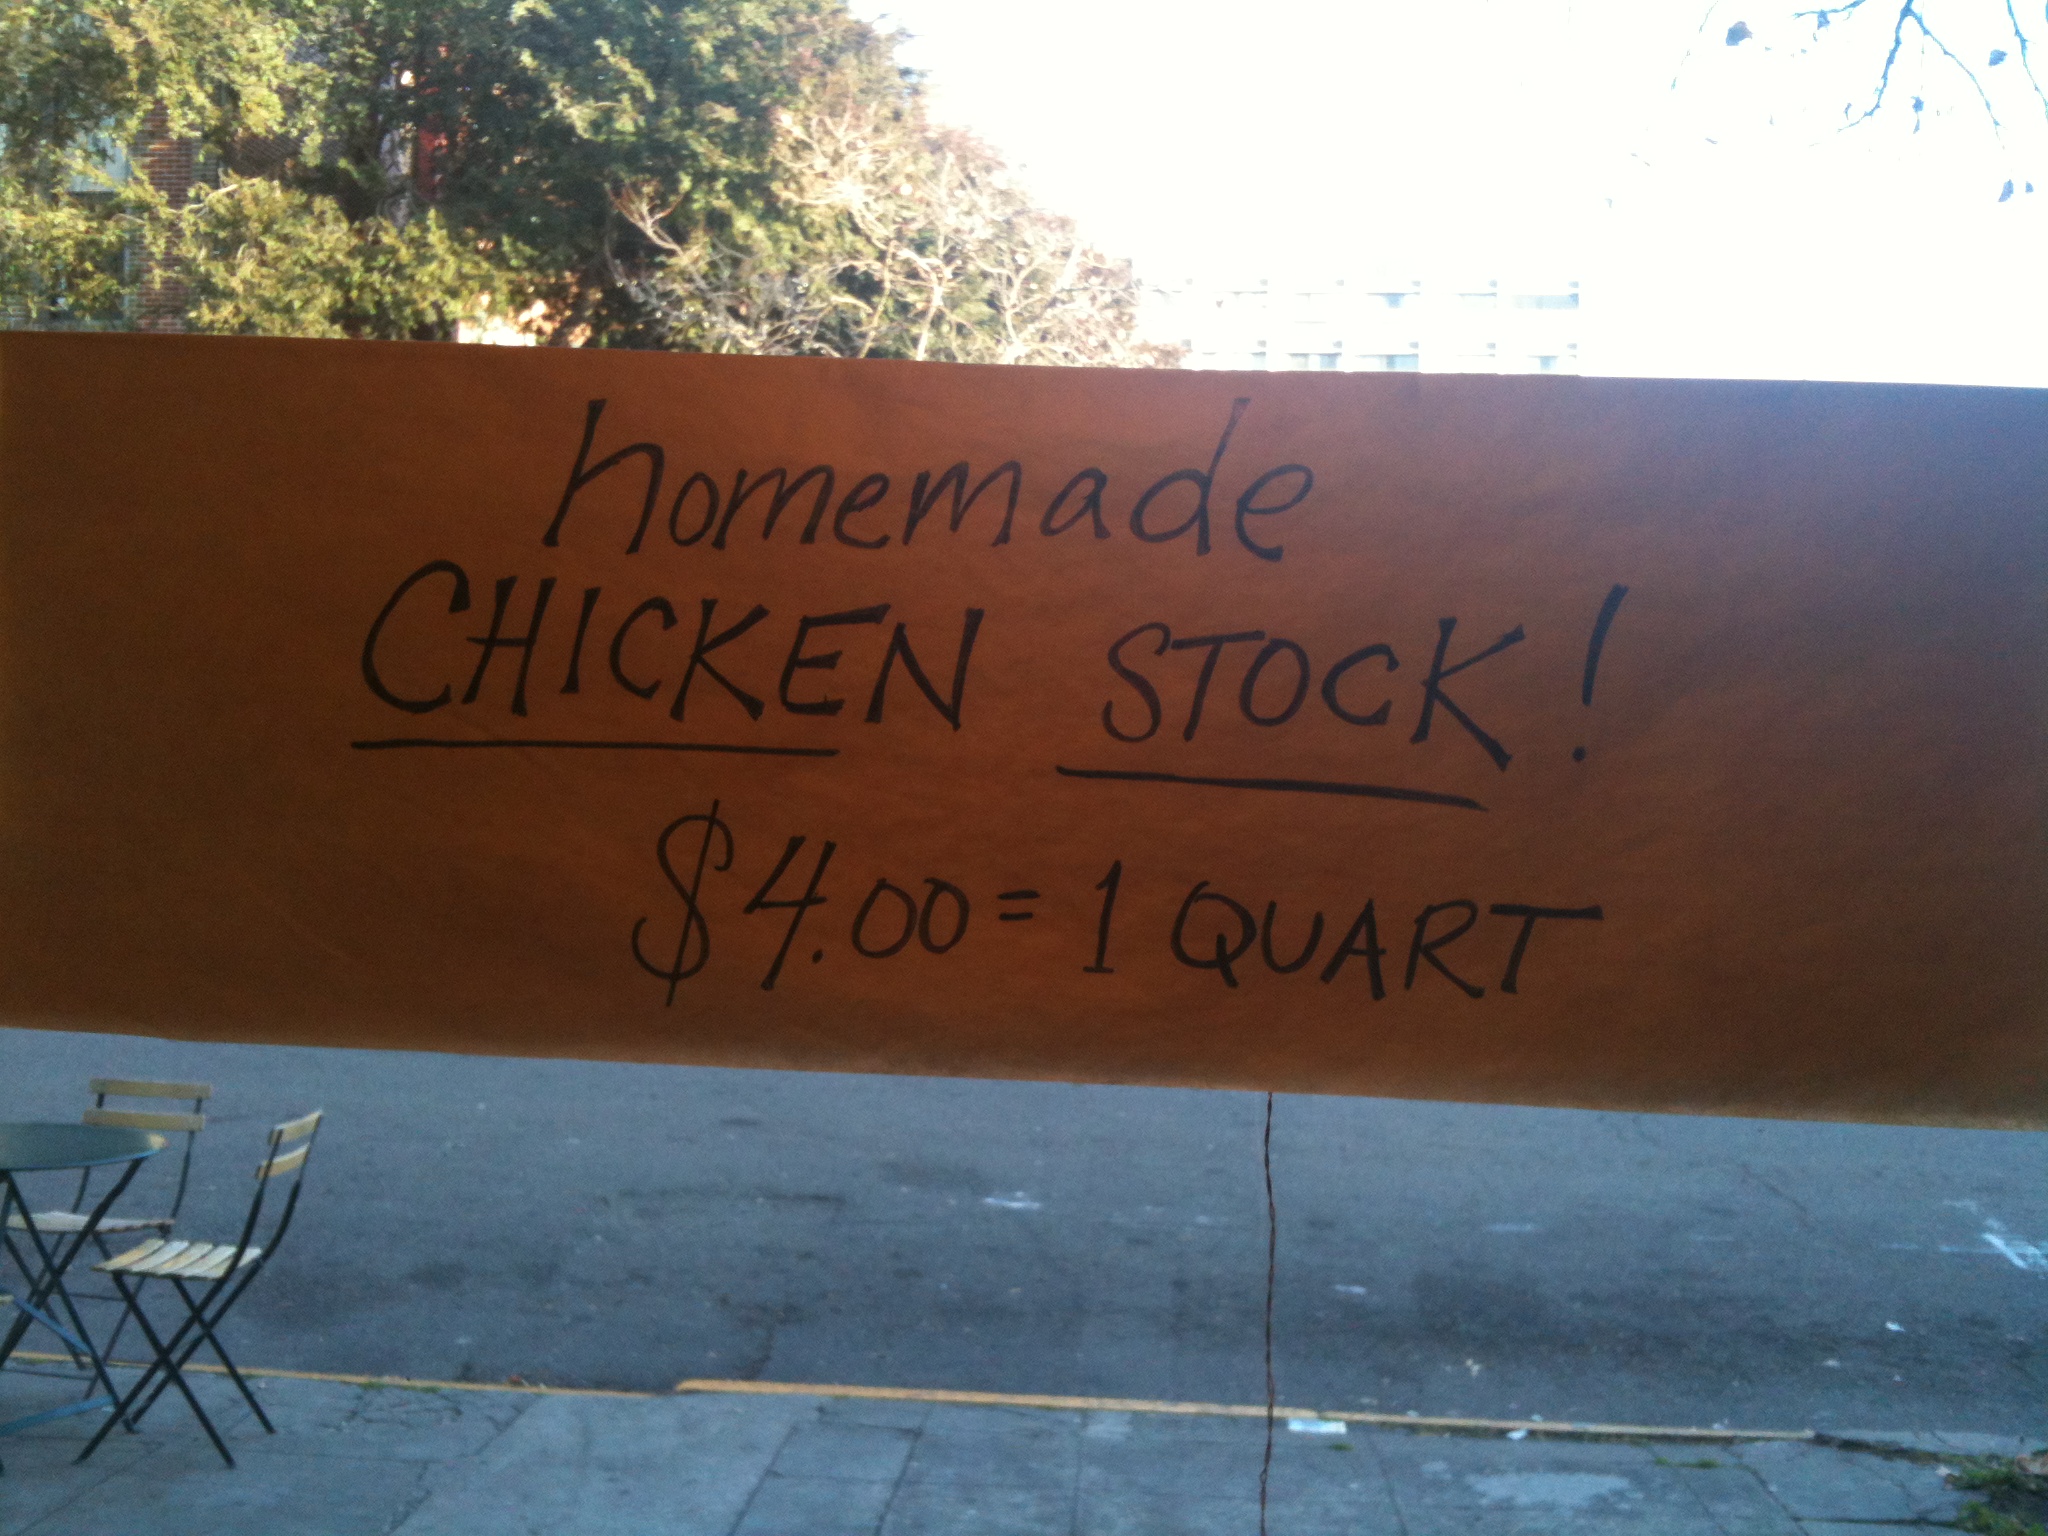 homemade
CHICKEN STOCK!
$4.00 = 1 QUART